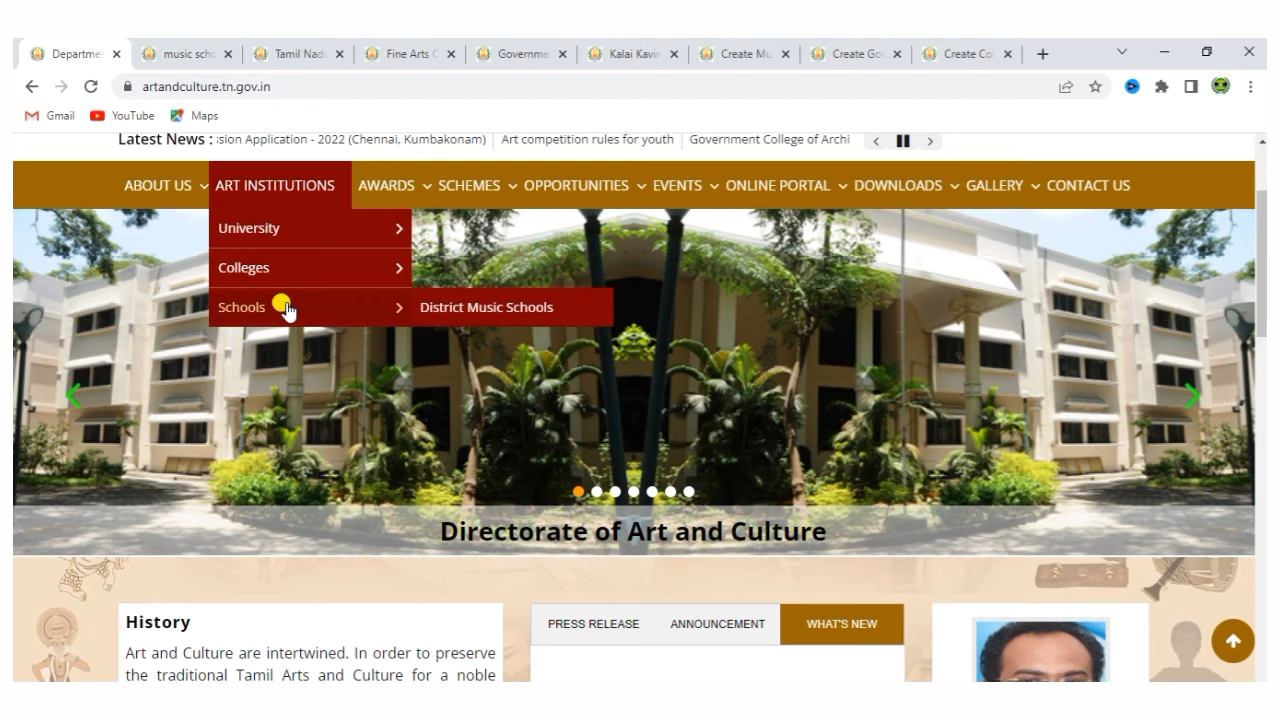 Departme
music scho
Tamil Nadu
Fine Arts C
Governme
Kalai Kavir
Create Mu
Create Go
Create Col
artandculture.tn.gov.in
Gmail
YouTube
Maps
Latest News : sion Application - 2022 (Chennai, Kumbakonam) Art competition rules for youth Government College of Archi
ABOUT US ART INSTITUTIONS AWARDS SCHEMES OPPORTUNITIES EVENTS ONLINE PORTAL DOWNLOADS GALLERY CONTACT US
University
Colleges
Schools
District Music Schools
Directorate of Art and Culture
History
Art and Culture are intertwined. In order to preserve
the traditional Tamil Arts and Culture for a noble
PRESS RELEASE
ANNOUNCEMENT
WHAT'S NEW